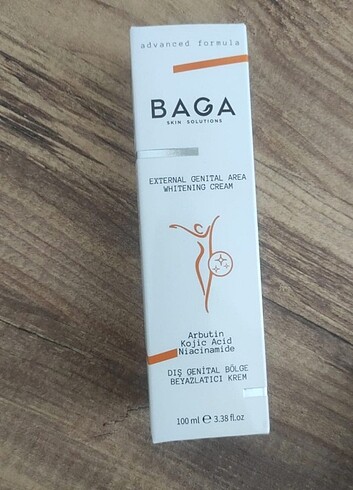 advanced formula
BAGA
SKIN SOLUTIONS
EXTERNAL GENITAL AREA
WHITENING CREAM
Arbutin
Kojic Acid
Niacinamide
DIŞ GENİTAL BÖLGE
BEYAZLATICI KREM
100 ml ℮ 3.38 fl.oz